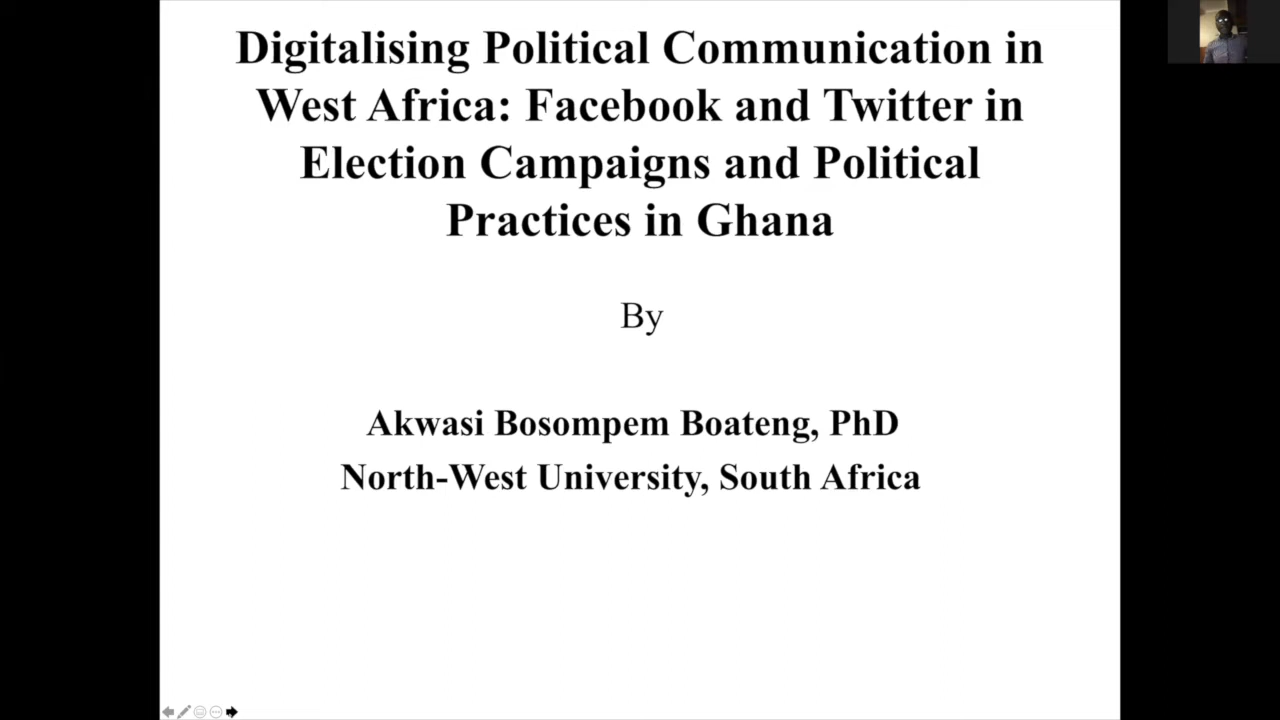 Digitalising Political Communication in
West Africa: Facebook and Twitter in
Election Campaigns and Political
Practices in Ghana
By
Akwasi Bosompem Boateng, PhD
North-West University, South Africa